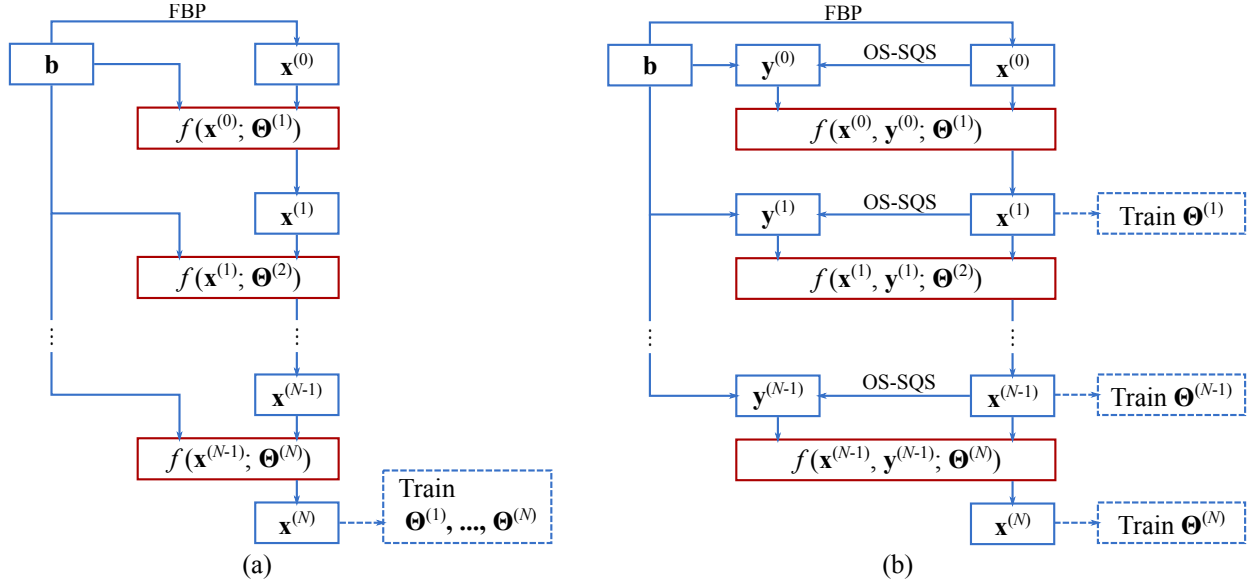 FBP
b
x^(0)
f(x^(0); Θ^(1))
x^(1)
f(x^(1); Θ^(2))
⋮
⋮
x^(N-1)
f(x^(N-1); Θ^(N))
x^(N)
Train
Θ^(1), ..., Θ^(N)
(a)
FBP
b
y^(0)
OS-SQS
x^(0)
f(x^(0), y^(0); Θ^(1))
y^(1)
OS-SQS
x^(1)
Train Θ^(1)
f(x^(1), y^(1); Θ^(2))
⋮
⋮
y^(N-1)
OS-SQS
x^(N-1)
Train Θ^(N-1)
f(x^(N-1), y^(N-1); Θ^(N))
x^(N)
Train Θ^(N)
(b)